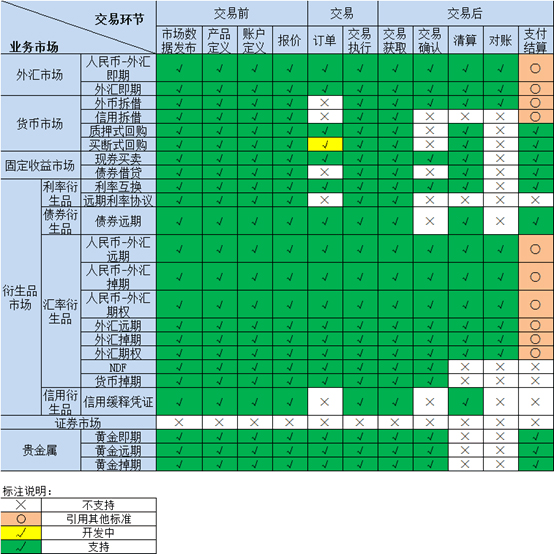 交易环节
业务市场
交易前 交易 交易后
市场数据发布 产品定义 账户定义 报价 订单 交易执行 交易获取 交易确认 清算 对账 支付结算
外汇市场 人民币-外汇即期 √ √ √ √ √ √ √ √ √ √ ○
外汇即期 √ √ √ √ √ √ √ √ √ √ ○
货币市场 外币拆借 √ √ √ √ × √ √ √ √ √ ○
信用拆借 √ √ √ √ × √ √ × × × ○
质押式回购 √ √ √ √ √ √ √ × √ × √
买断式回购 √ √ √ √ √ √ √ × √ × √
固定收益市场 现券买卖 √ √ √ √ √ √ √ √ √ × √
债券借贷 √ √ √ √ × √ √ × √ × √
衍生品市场 利率衍生品 利率互换 √ √ √ √ √ √ √ √ √ × √
远期利率协议 √ √ √ √ × √ √ × × × ×
债券衍生品 债券远期 √ √ √ √ √ √ √ × √ × √
汇率衍生品 人民币-外汇远期 √ √ √ √ √ √ √ √ √ √ ○
人民币-外汇掉期 √ √ √ √ √ √ √ √ √ √ ○
人民币-外汇期权 √ √ √ √ √ √ √ √ √ √ ○
外汇远期 √ √ √ √ √ √ √ √ √ √ ○
外汇掉期 √ √ √ √ √ √ √ √ √ √ ○
外汇期权 √ √ √ √ √ √ √ √ √ √ ○
NDF √ √ √ √ √ √ √ √ × × ×
货币掉期 √ √ √ √ √ √ √ √ × × ×
信用衍生品 信用缓释凭证 √ √ √ √ × √ √ × √ × ×
证券市场 × × × × × × × × × × ×
贵金属 黄金即期 √ √ √ √ √ √ √ √ × × √
黄金远期 √ √ √ √ √ √ √ √ × × √
黄金掉期 √ √ √ √ √ √ √ √ × × √
标注说明：
× 不支持
○ 引用其他标准
√ 开发中
√ 支持